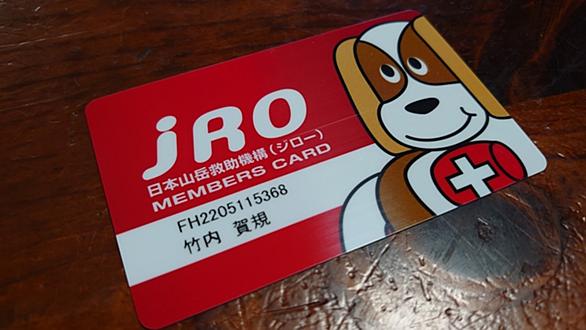 jRO
日本山岳救助機構(ジロー)
MEMBERS CARD
FH2205115368
竹内 賀規